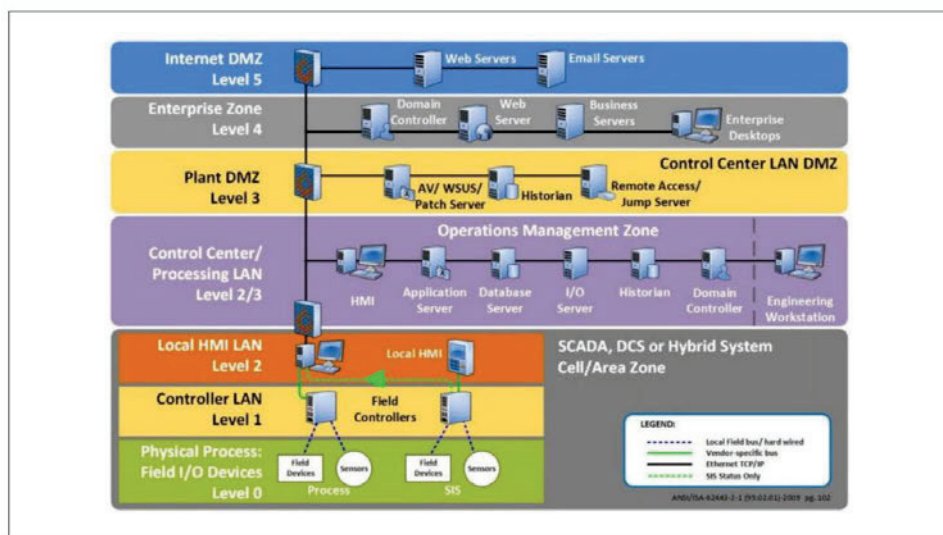 Internet DMZ
Level 5
Web Servers
Email Servers
Enterprise Zone
Level 4
Domain
Controller
Web
Server
Business
Servers
Enterprise
Desktops
Control Center LAN DMZ
Plant DMZ
Level 3
AV/ WSUS/
Patch Server
Historian
Remote Access/
Jump Server
Operations Management Zone
Control Center/
Processing LAN
Level 2/3
HMI
Application
Server
Database
Server
I/O
Server
Historian
Domain
Controller
Engineering
Workstation
Local HMI LAN
Level 2
Local HMI
SCADA, DCS or Hybrid System
Cell/Area Zone
Controller LAN
Level 1
Field
Controllers
Physical Process:
Field I/O Devices
Level 0
Field
Devices
Sensors
Process
Field
Devices
Sensors
SIS
LEGEND:
Local Field bus/ hard wired
Vendor-specific bus
Ethernet TCP/IP
SIS Status Only
ANSI/ISA-62443-2-1 (99.02.01)-2009 pg. 102